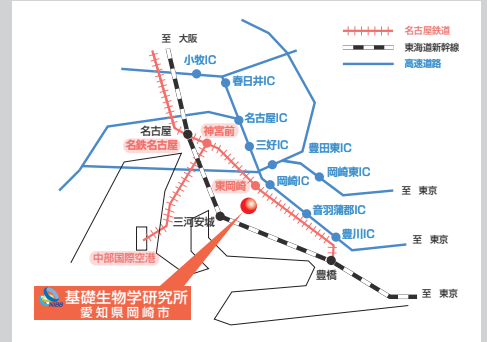 至 大阪
名古屋鉄道
東海道新幹線
高速道路
小牧IC
春日井IC
名古屋IC
名古屋
神宮前
名鉄名古屋
三好IC
豊田東IC
岡崎東IC
東岡崎
岡崎IC
至 東京
音羽蒲郡IC
三河安城
豊川IC
至 東京
中部国際空港
豊橋
至 東京
NIBB
基礎生物学研究所
愛知県岡崎市